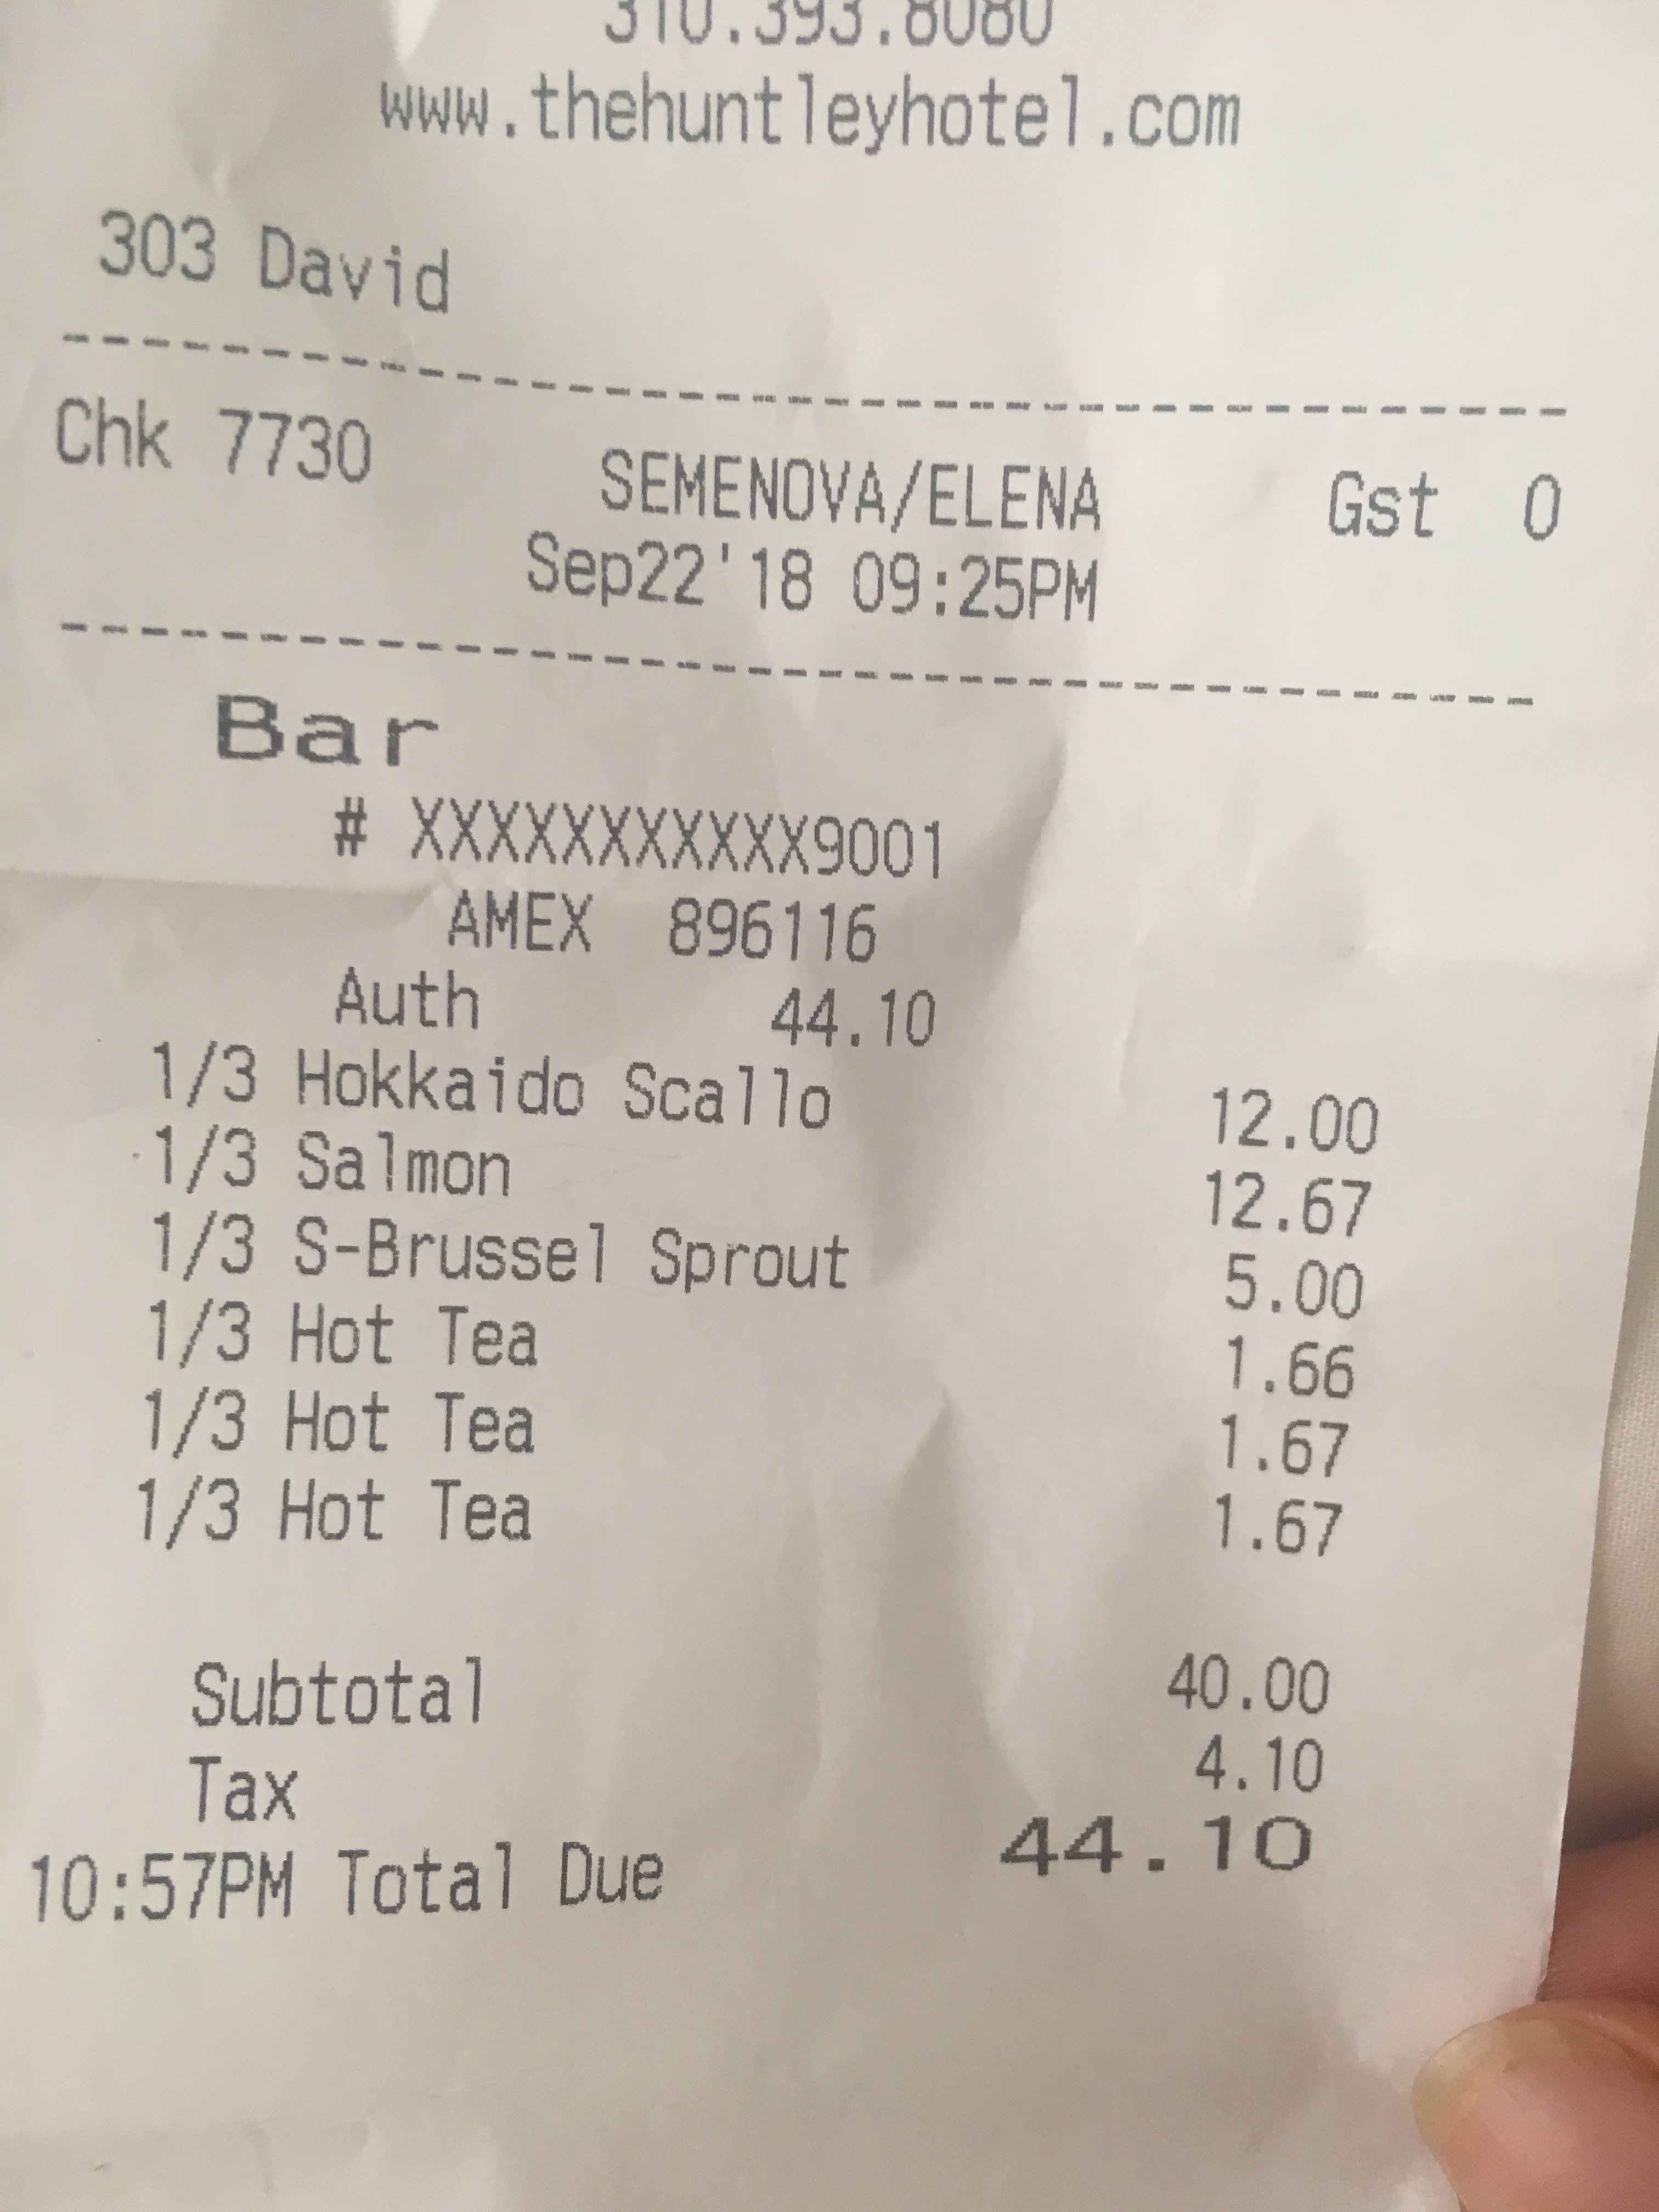 310.393.8080
www.thehuntleyhotel.com
303 David
Chk 7730 SEMENOVA/ELENA Gst 0
Sep22'18 09:25PM
Bar
# XXXXXXXXXXX9001
AMEX 896116
Auth 44.10
1/3 Hokkaido Scallo 12.00
1/3 Salmon 12.67
1/3 S-Brussel Sprout 5.00
1/3 Hot Tea 1.66
1/3 Hot Tea 1.67
1/3 Hot Tea 1.67
Subtotal 40.00
Tax 4.10
10:57PM Total Due 44.10